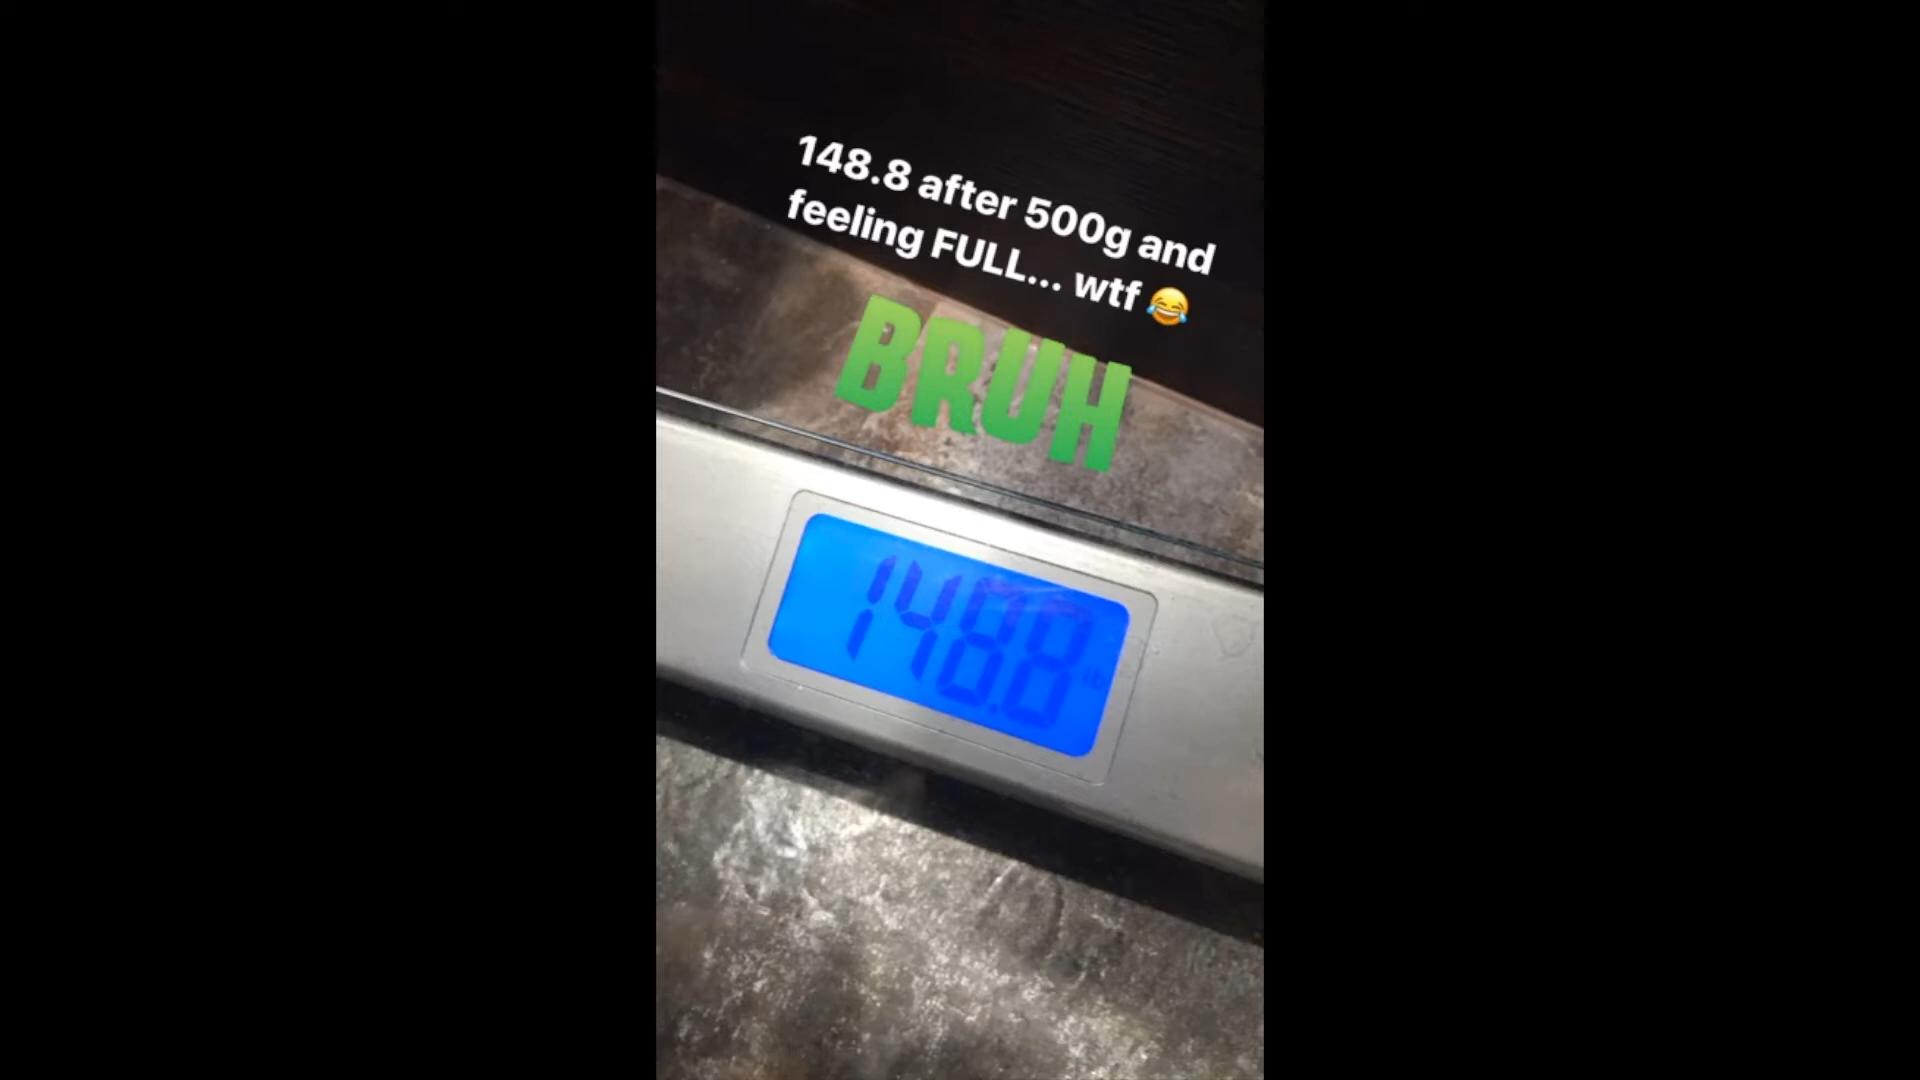 148.8 after 500g and
feeling FULL... wtf 😂
BRUH
148.8 lb